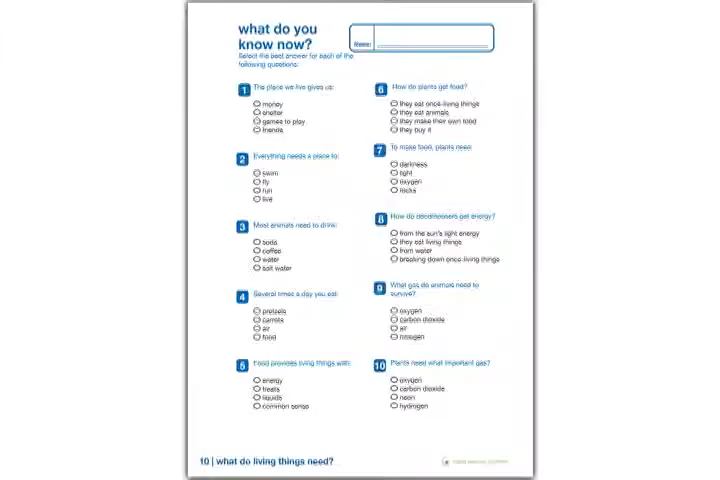 what do you
know now?
Name:
Select the best answer for each of the
following questions:
1 The place we live gives us:
money
shelter
games to play
friends
2 Everything needs a place to:
swim
fly
run
live
3 Most animals need to drink:
soda
coffee
water
salt water
4 Several times a day you eat:
pretzels
carrots
air
food
5 Food provides living things with:
energy
treats
liquids
common sense
6 How do plants get food?
they eat once-living things
they eat animals
they make their own food
they buy it
7 To make food, plants need:
darkness
light
oxygen
rocks
8 How do decomposers get energy?
from the sun's light energy
they eat living things
from water
breaking down once-living things
9 What gas do animals need to
survive?
oxygen
carbon dioxide
air
nitrogen
10 Plants need what important gas?
oxygen
carbon dioxide
neon
hydrogen
10 | what do living things need?